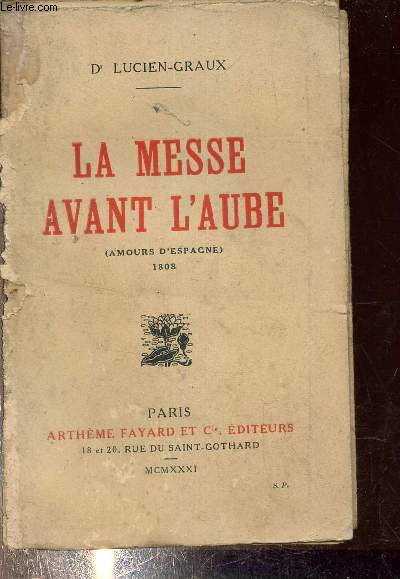 www.le-livre.com
Dr LUCIEN-GRAUX
LA MESSE
AVANT L'AUBE
(AMOURS D'ESPAGNE)
1808
PARIS
ARTHÈME FAYARD ET Cie, ÉDITEURS
18 et 20, RUE DU SAINT-GOTHARD
MCMXXXI
S. P.